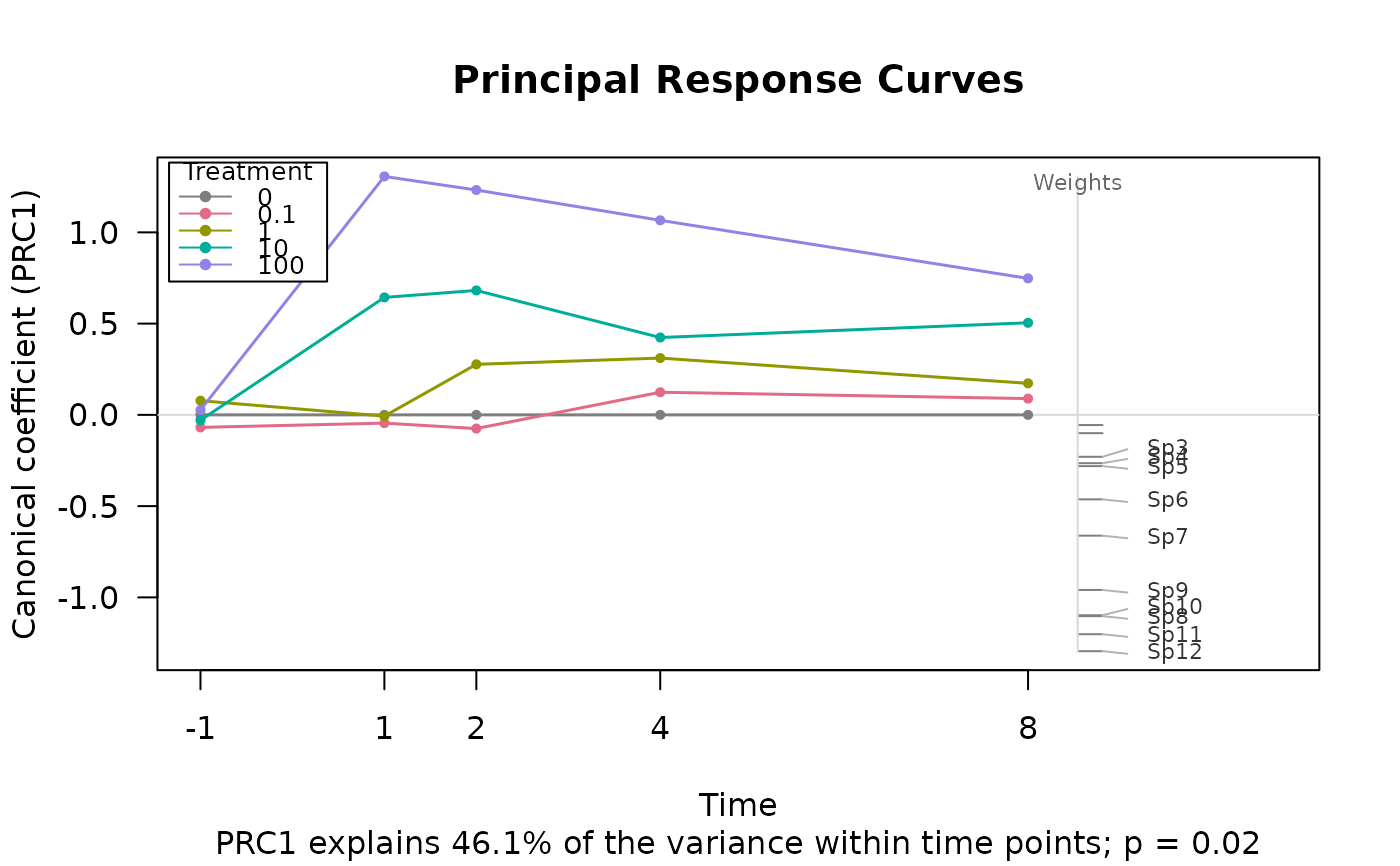 Principal Response Curves
Canonical coefficient (PRC1)
1.0
0.5
0.0
-0.5
-1.0
Treatment
0
0.1
1
10
100
Weights
Sp3
Sp4
Sp5
Sp6
Sp7
Sp9
Sp10
Sp8
Sp11
Sp12
-1 1 2 4 8
Time
PRC1 explains 46.1% of the variance within time points; p = 0.02